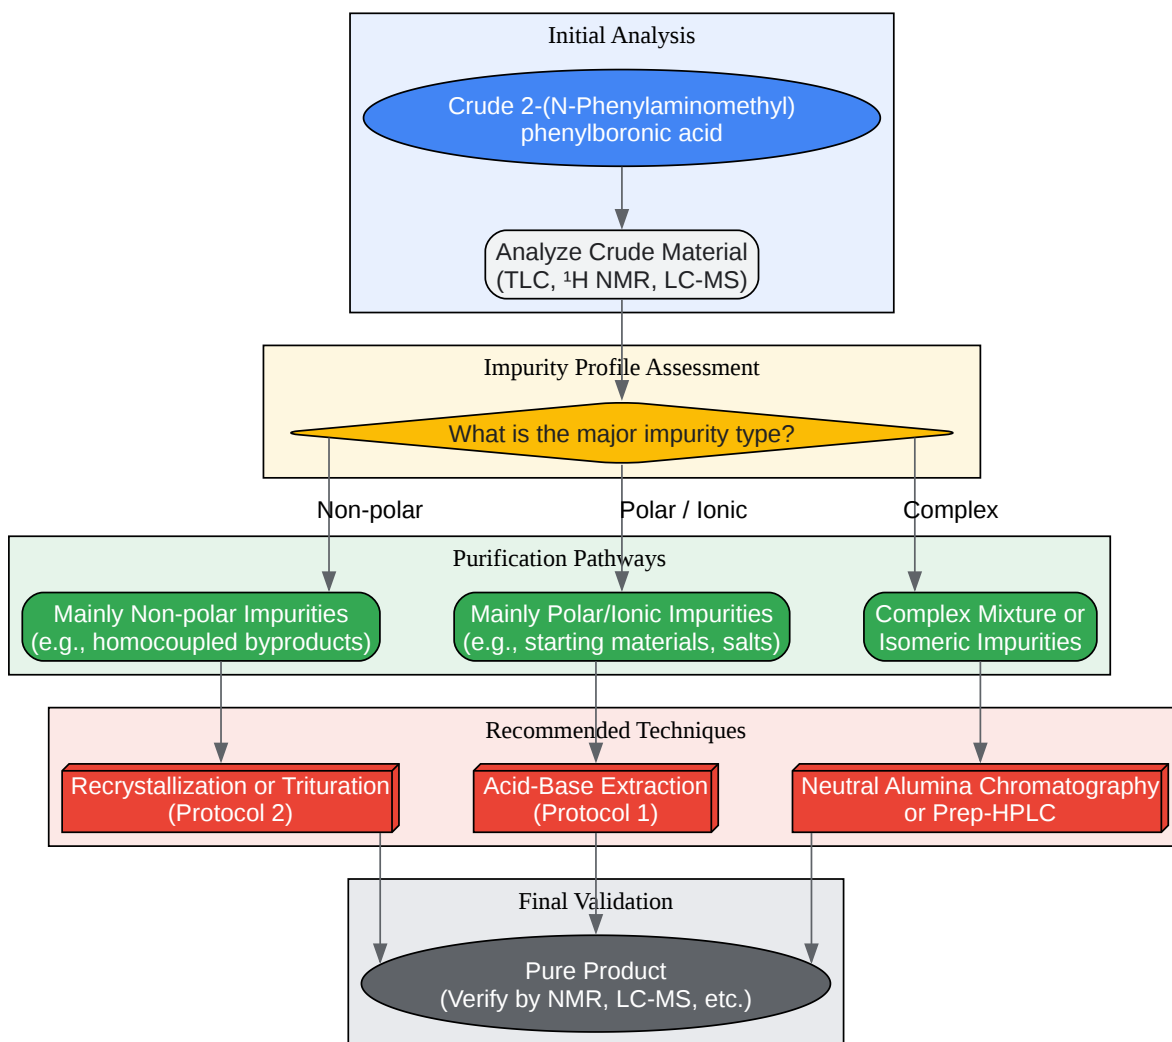 Initial Analysis
Crude 2-(N-Phenylaminomethyl)
phenylboronic acid
Analyze Crude Material
(TLC, ¹H NMR, LC-MS)
Impurity Profile Assessment
What is the major impurity type?
Non-polar
Polar / Ionic
Complex
Purification Pathways
Mainly Non-polar Impurities
(e.g., homocoupled byproducts)
Mainly Polar/Ionic Impurities
(e.g., starting materials, salts)
Complex Mixture or
Isomeric Impurities
Recommended Techniques
Recrystallization or Trituration
(Protocol 2)
Acid-Base Extraction
(Protocol 1)
Neutral Alumina Chromatography
or Prep-HPLC
Final Validation
Pure Product
(Verify by NMR, LC-MS, etc.)